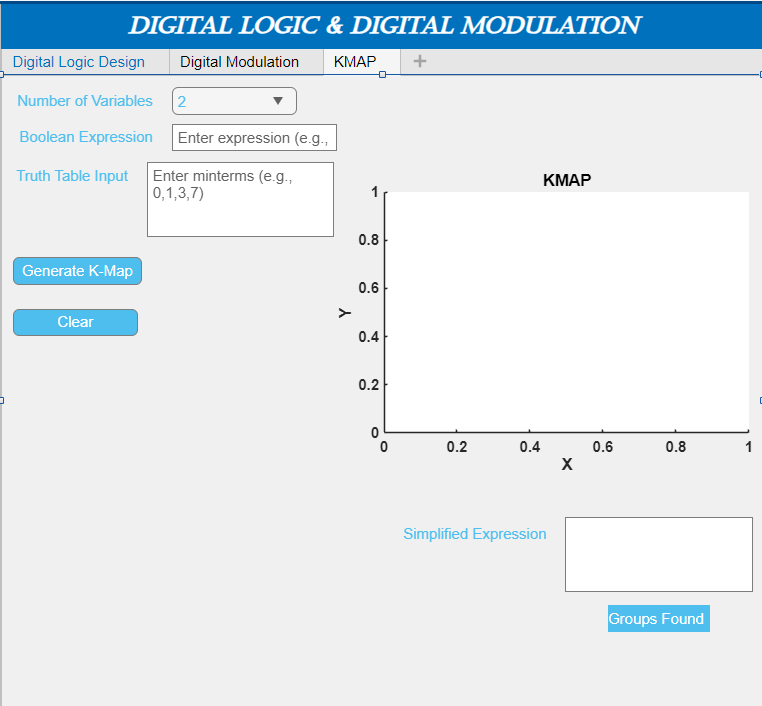 DIGITAL LOGIC & DIGITAL MODULATION
Digital Logic Design
Digital Modulation
KMAP
Number of Variables
2
Boolean Expression
Enter expression (e.g.,
Truth Table Input
Enter minterms (e.g.,
0,1,3,7)
Generate K-Map
Clear
KMAP
1
0.8
0.6
0.4
0.2
0
Y
0 0.2 0.4 0.6 0.8 1
X
Simplified Expression
Groups Found